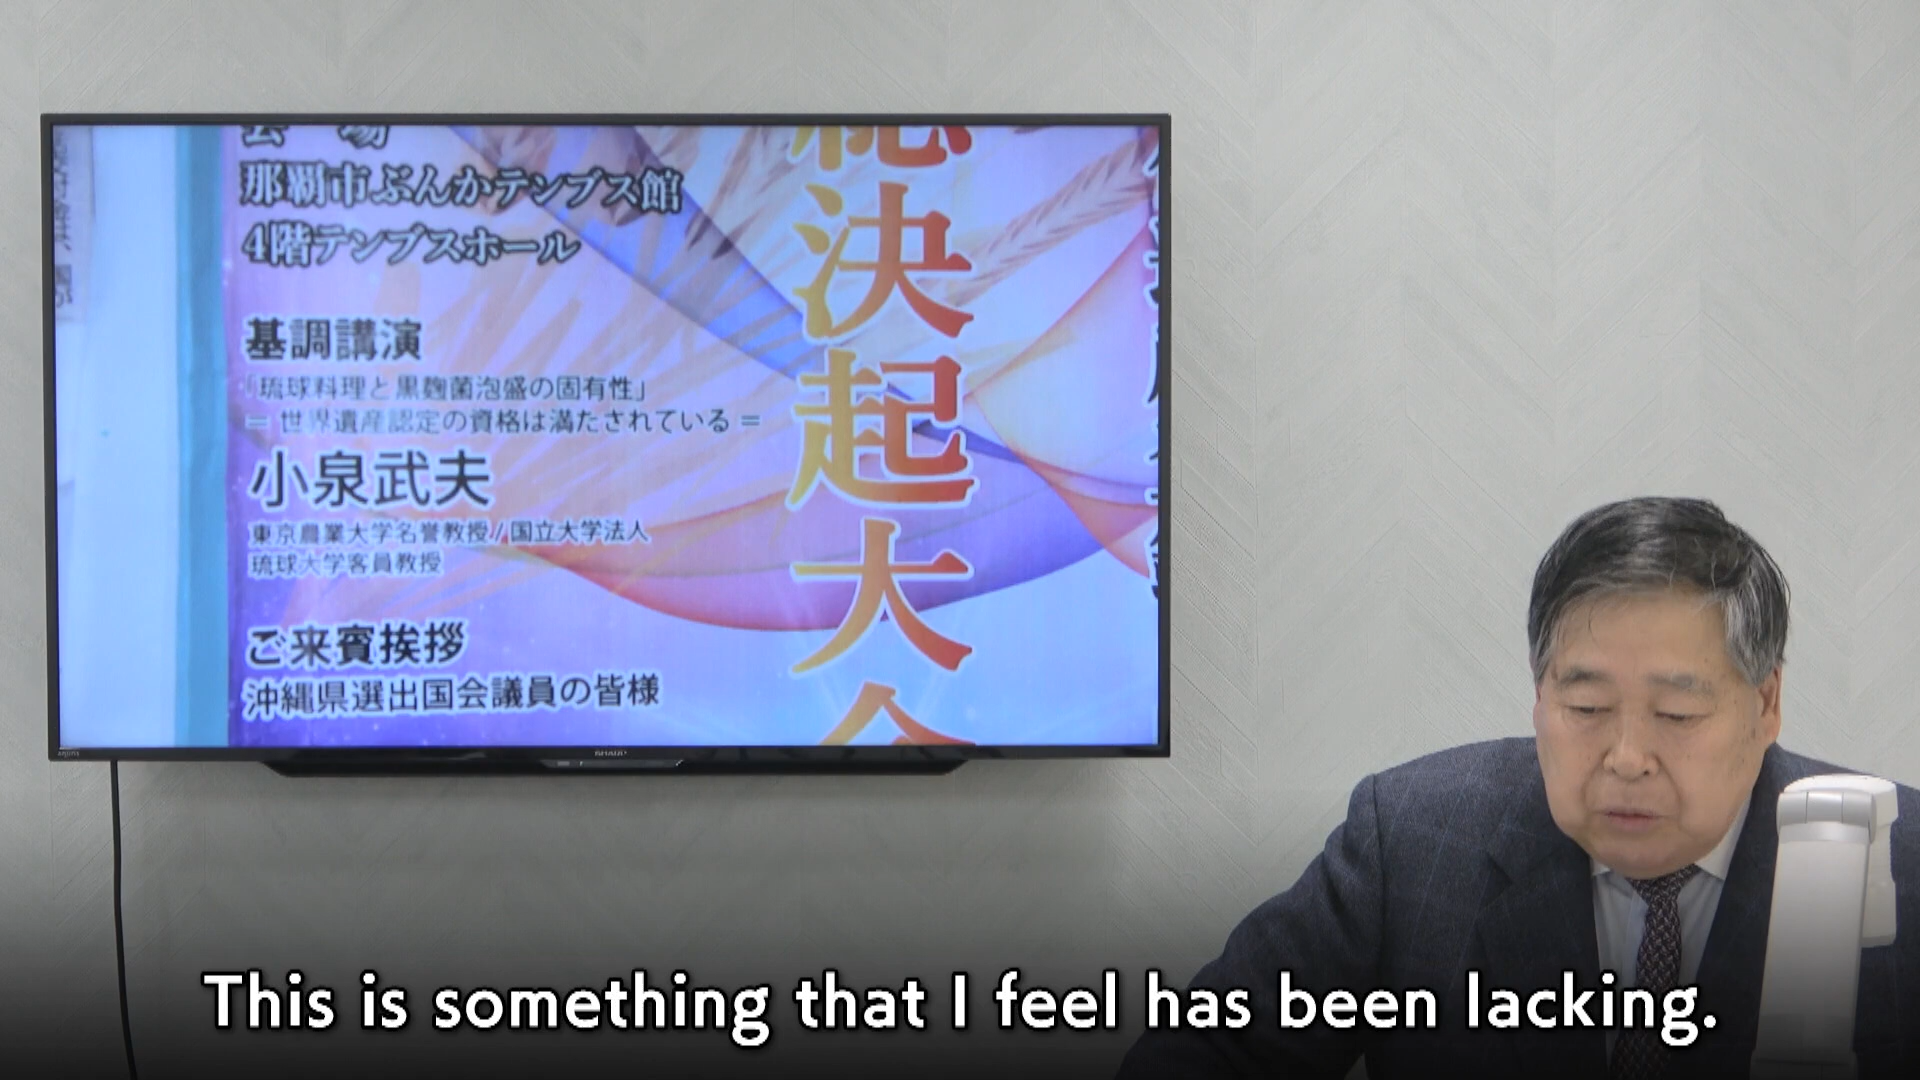 会場
那覇市ぶんかテンブス館
4階テンブスホール
基調講演
「琉球料理と黒麹菌泡盛の固有性」
= 世界遺産認定の資格は満たされている =
小泉武夫
東京農業大学名誉教授/国立大学法人
琉球大学客員教授
ご来賓挨拶
沖縄県選出国会議員の皆様
総決起大会
SHARP
This is something that I feel has been lacking.